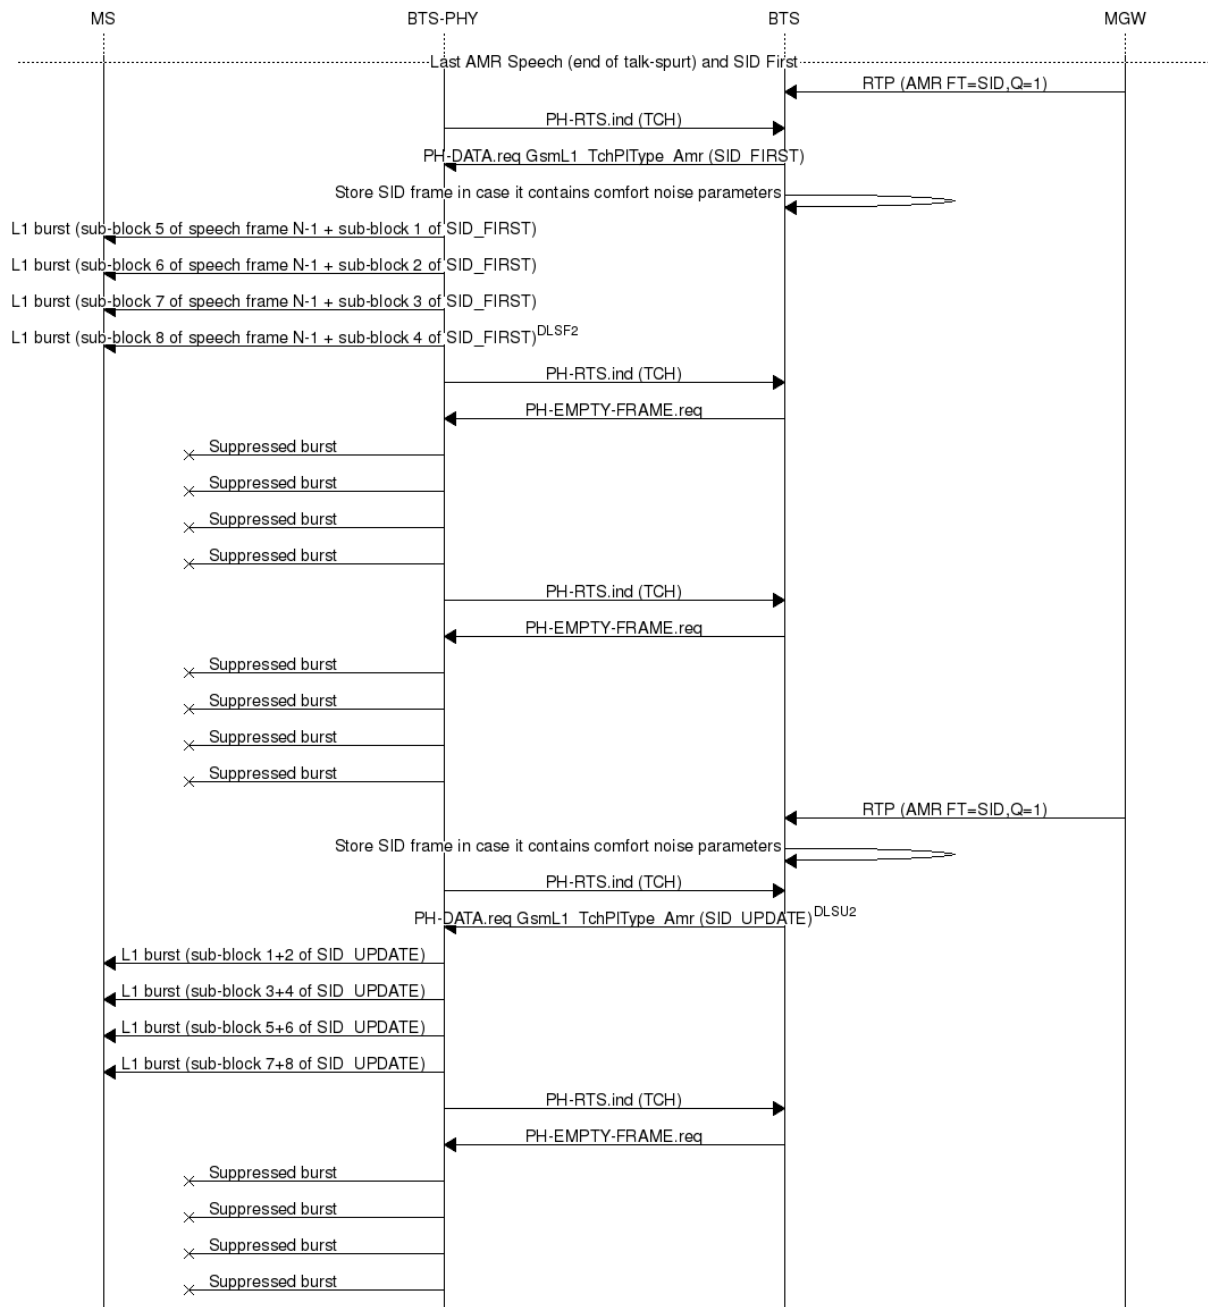 MS BTS-PHY BTS MGW
Last AMR Speech (end of talk-spurt) and SID First
RTP (AMR FT=SID,Q=1)
PH-RTS.ind (TCH)
PH-DATA.req GsmL1_TchPlType_Amr (SID_FIRST)
Store SID frame in case it contains comfort noise parameters
L1 burst (sub-block 5 of speech frame N-1 + sub-block 1 of SID_FIRST)
L1 burst (sub-block 6 of speech frame N-1 + sub-block 2 of SID_FIRST)
L1 burst (sub-block 7 of speech frame N-1 + sub-block 3 of SID_FIRST)
L1 burst (sub-block 8 of speech frame N-1 + sub-block 4 of SID_FIRST)DLSF2
PH-RTS.ind (TCH)
PH-EMPTY-FRAME.req
Suppressed burst
Suppressed burst
Suppressed burst
Suppressed burst
PH-RTS.ind (TCH)
PH-EMPTY-FRAME.req
Suppressed burst
Suppressed burst
Suppressed burst
Suppressed burst
RTP (AMR FT=SID,Q=1)
Store SID frame in case it contains comfort noise parameters
PH-RTS.ind (TCH)
PH-DATA.req GsmL1_TchPlType_Amr (SID_UPDATE)DLSU2
L1 burst (sub-block 1+2 of SID_UPDATE)
L1 burst (sub-block 3+4 of SID_UPDATE)
L1 burst (sub-block 5+6 of SID_UPDATE)
L1 burst (sub-block 7+8 of SID_UPDATE)
PH-RTS.ind (TCH)
PH-EMPTY-FRAME.req
Suppressed burst
Suppressed burst
Suppressed burst
Suppressed burst